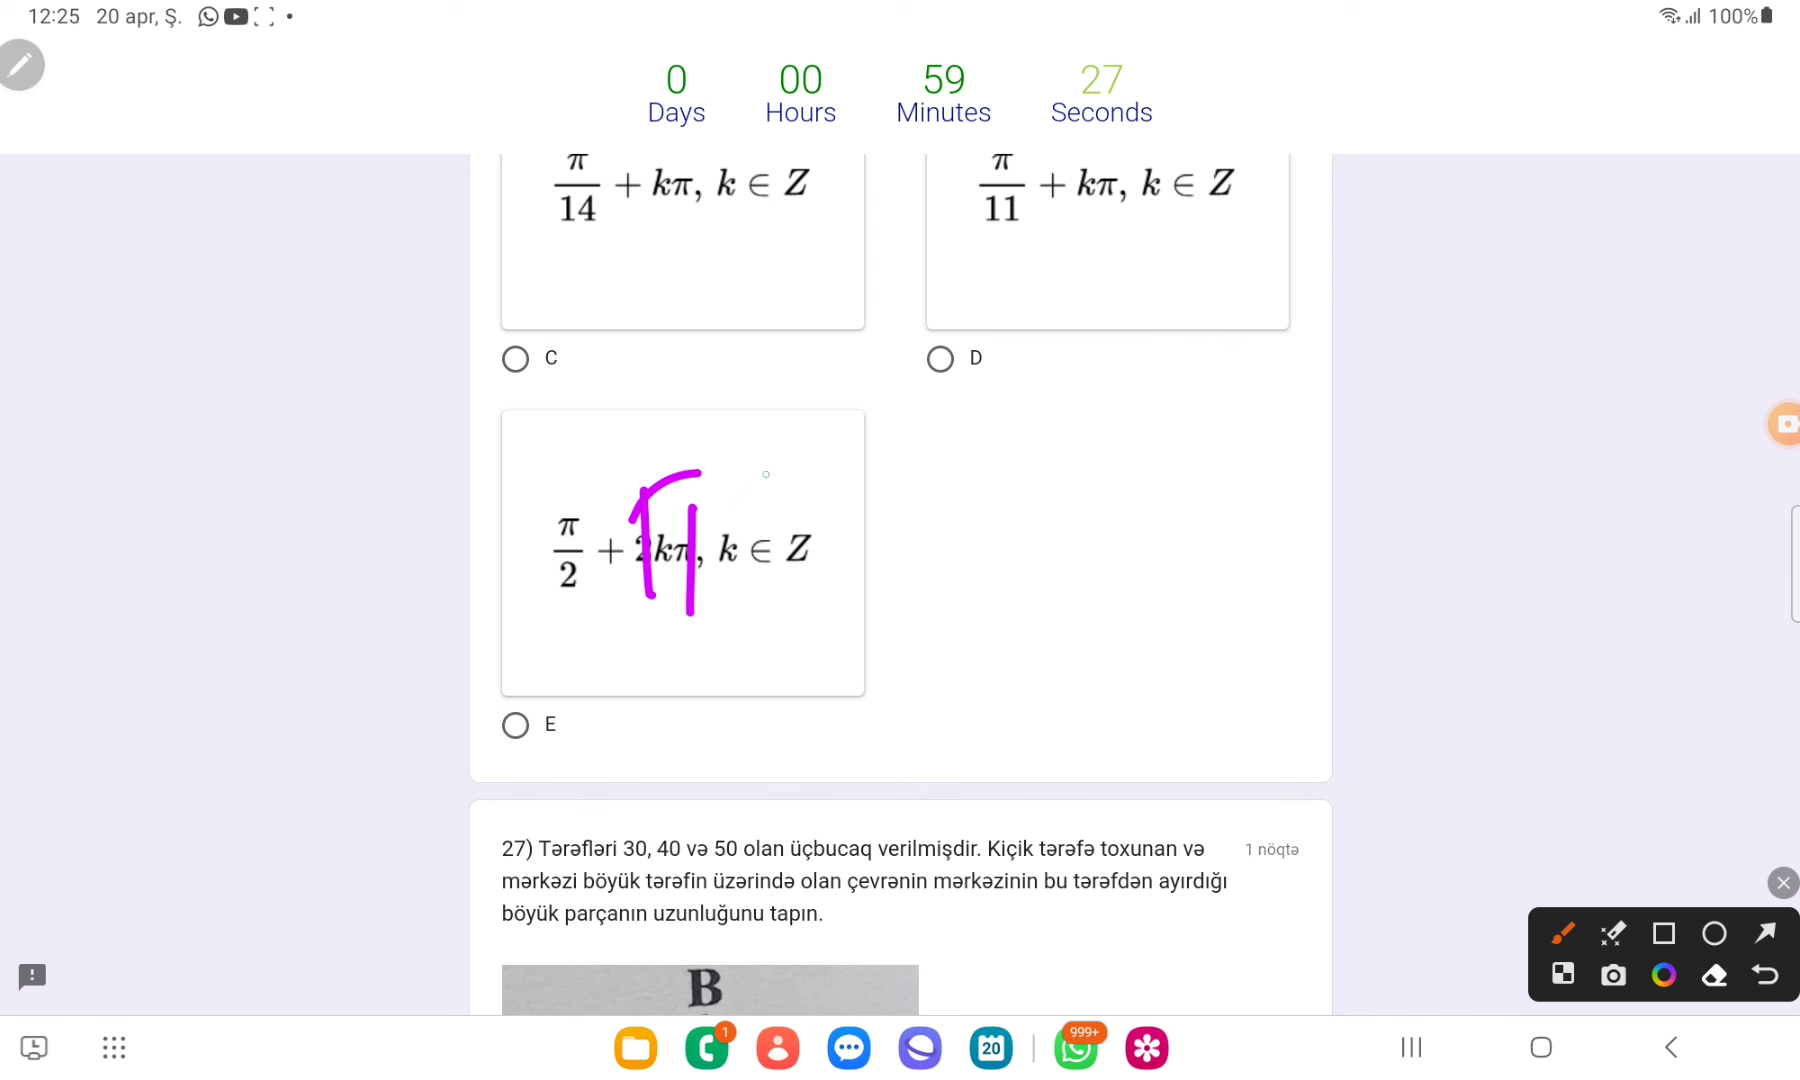 12:25 20 apr, Ş. •
100%
0 00 59 27
Days Hours Minutes Seconds
π/14 + kπ, k ∈ Z
π/11 + kπ, k ∈ Z
C
D
π/2 + 2kπ, k ∈ Z
E
27) Tərəfləri 30, 40 və 50 olan üçbucaq verilmişdir. Kiçik tərəfə toxunan və
mərkəzi böyük tərəfin üzərində olan çevrənin mərkəzinin bu tərəfdən ayırdığı
böyük parçanın uzunluğunu tapın.
1 nöqtə
B
1
20
999+